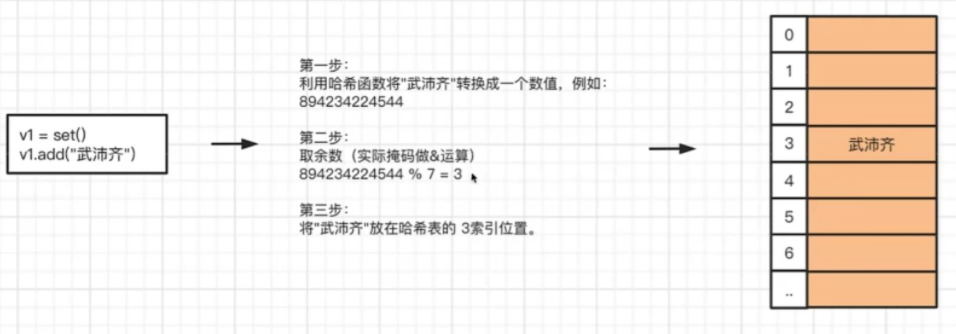 v1 = set()
v1.add("武沛齐")
第一步：
利用哈希函数将"武沛齐"转换成一个数值，例如：
894234224544
第二步：
取余数（实际掩码做&运算）
894234224544 % 7 = 3
第三步：
将"武沛齐"放在哈希表的 3索引位置。
0
1
2
3 武沛齐
4
5
6
..